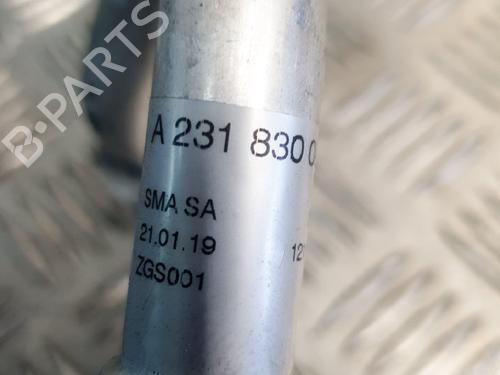 B-PARTS
A 231 830 0
SMA SA
21.01.19
ZGS001
12